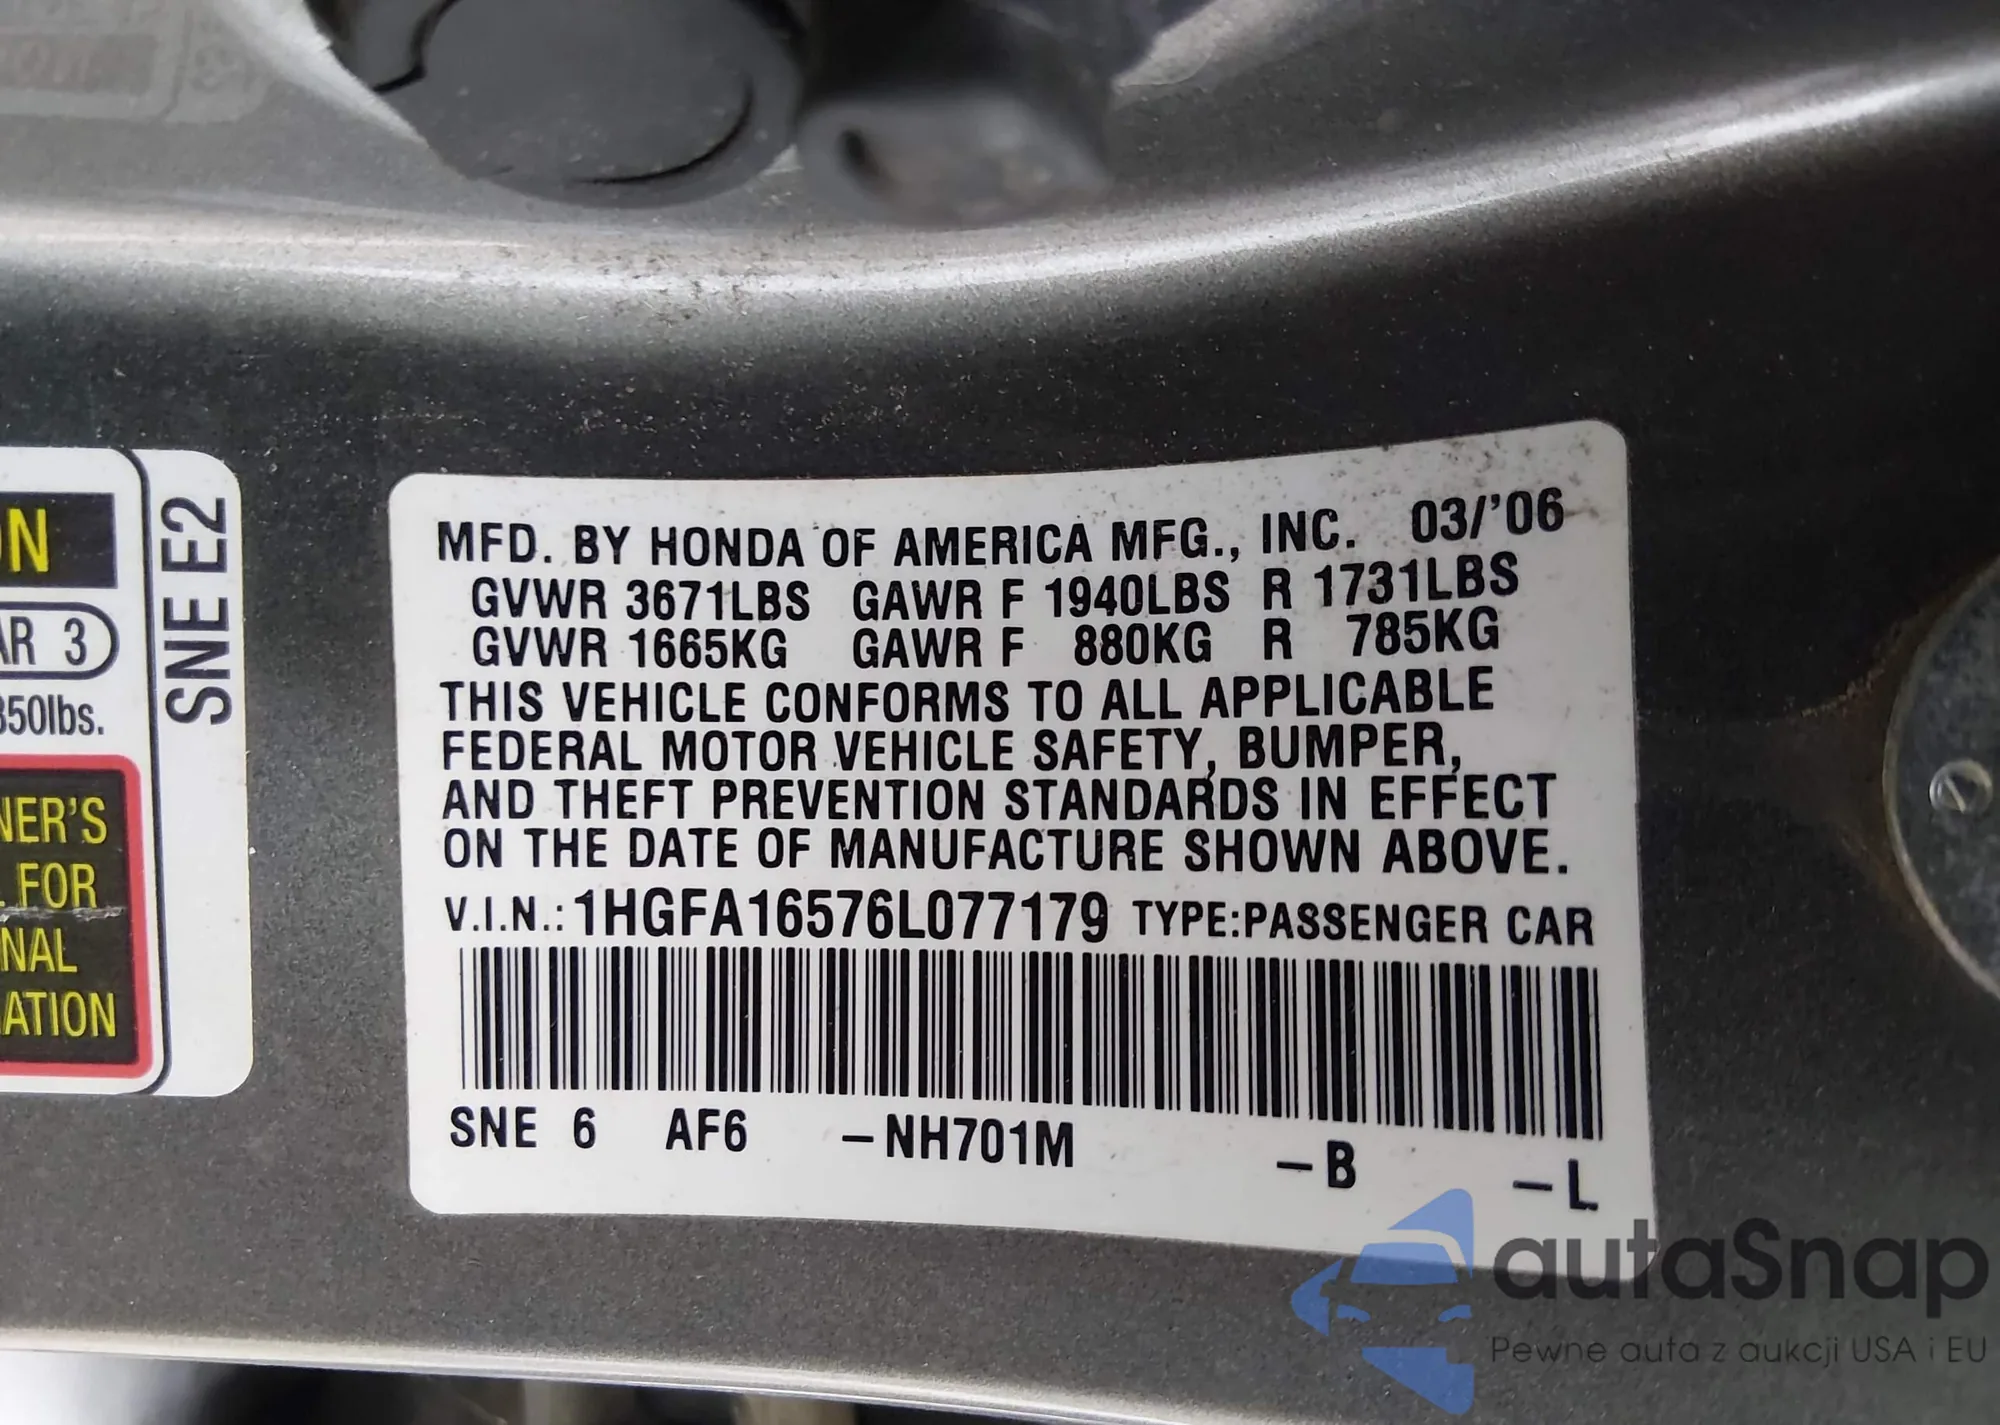 ON
AR 3
350lbs.
NER'S
L FOR
NAL
MATION
SNE E2
MFD. BY HONDA OF AMERICA MFG., INC. 03/'06
GVWR 3671LBS GAWR F 1940LBS R 1731LBS
GVWR 1665KG GAWR F 880KG R 785KG
THIS VEHICLE CONFORMS TO ALL APPLICABLE
FEDERAL MOTOR VEHICLE SAFETY, BUMPER,
AND THEFT PREVENTION STANDARDS IN EFFECT
ON THE DATE OF MANUFACTURE SHOWN ABOVE.
V.I.N.: 1HGFA16576L077179 TYPE:PASSENGER CAR
SNE 6 AF6 –NH701M –B –L
autaSnap
Pewne auta z aukcji USA i EU